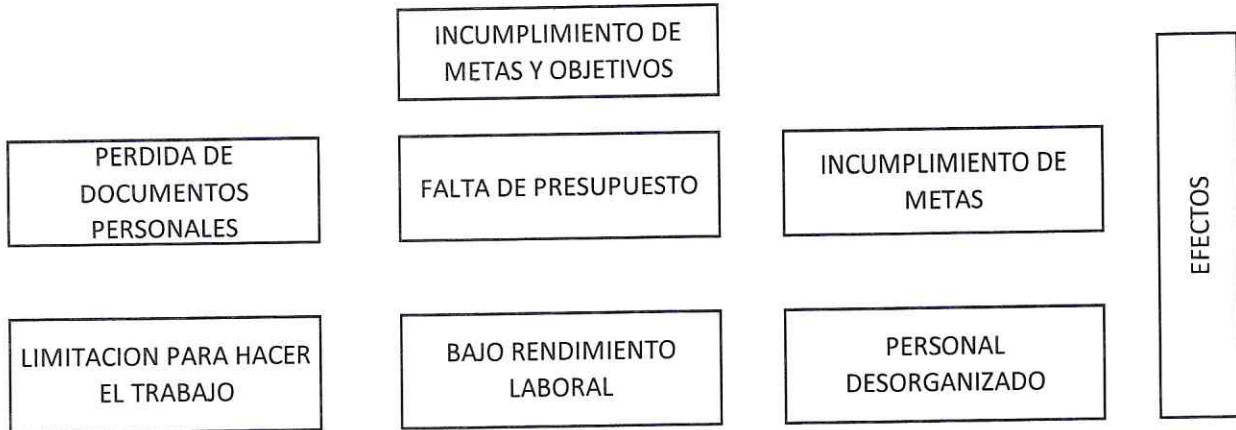 INCUMPLIMIENTO DE
METAS Y OBJETIVOS
PERDIDA DE
DOCUMENTOS
PERSONALES
FALTA DE PRESUPUESTO
INCUMPLIMIENTO DE
METAS
EFECTOS
LIMITACION PARA HACER
EL TRABAJO
BAJO RENDIMIENTO
LABORAL
PERSONAL
DESORGANIZADO